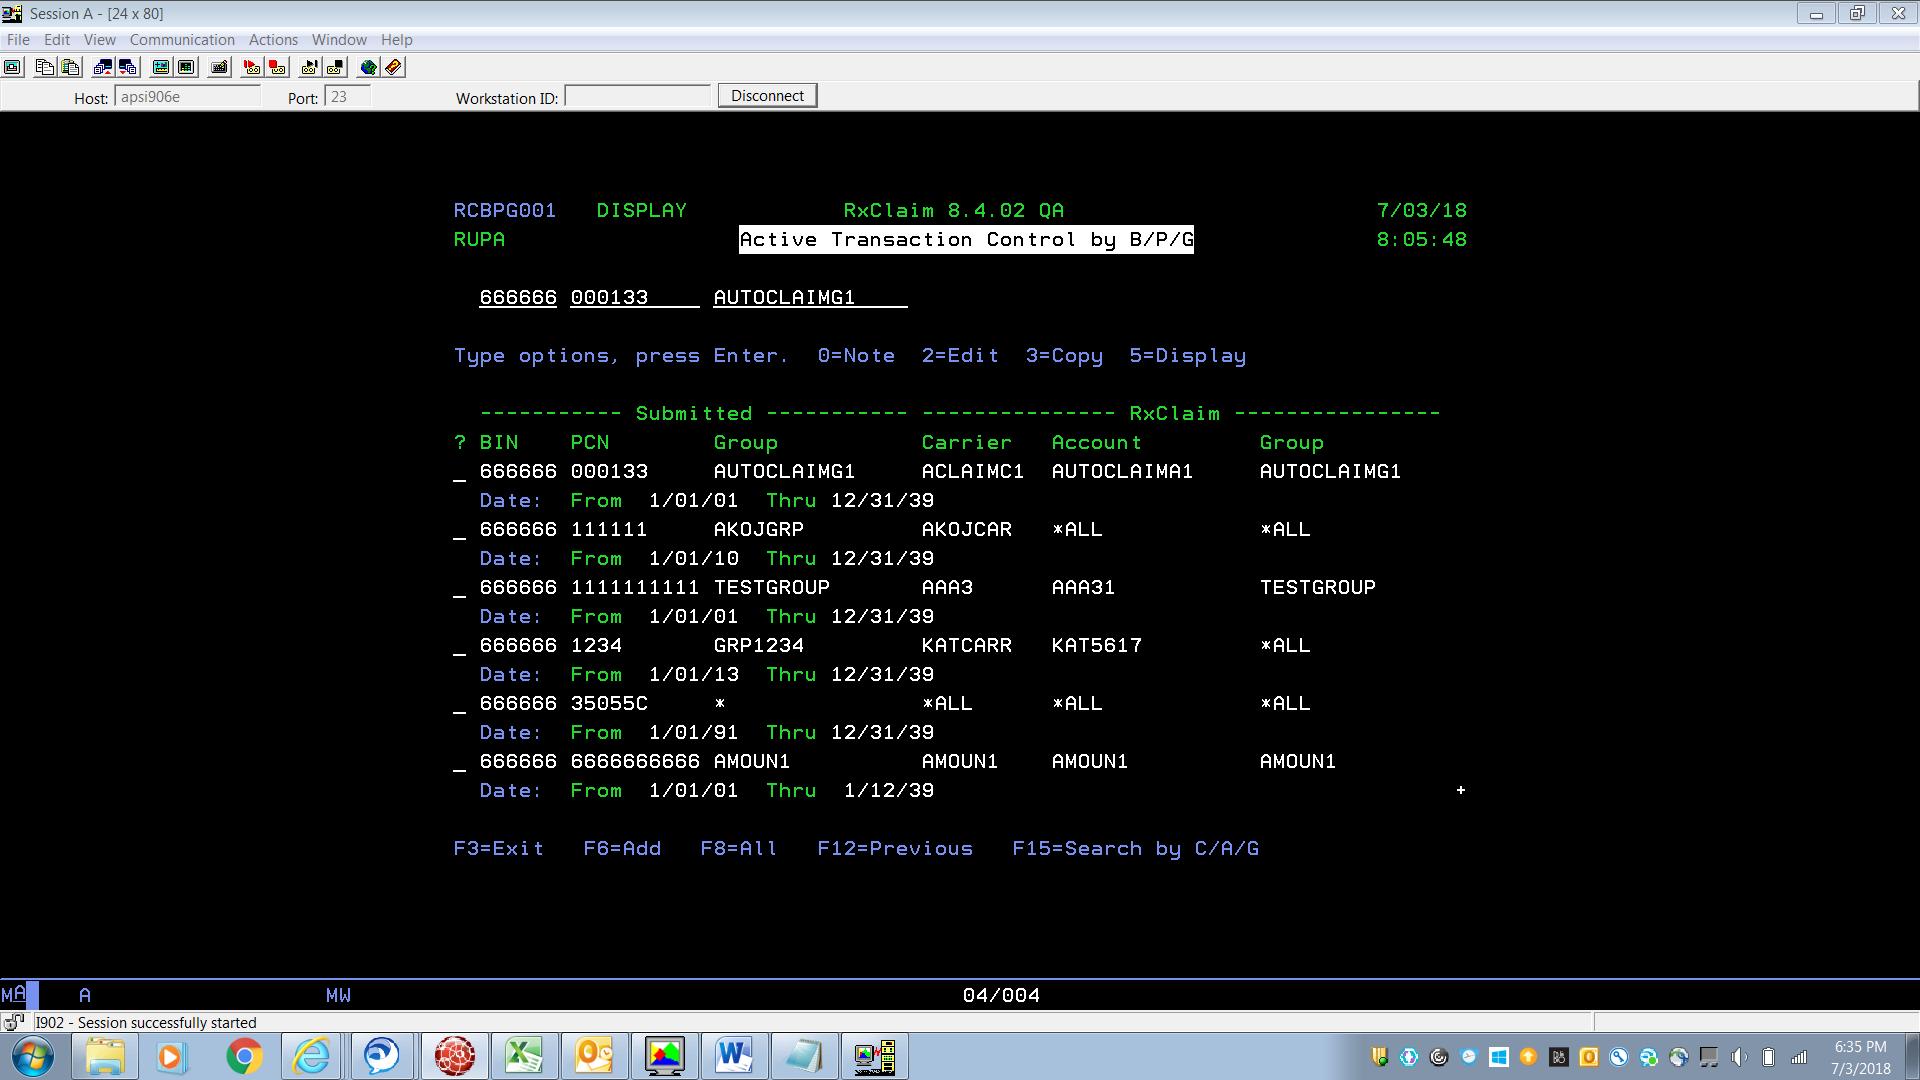 Session A - [24 x 80]
File Edit View Communication Actions Window Help
Host: apsi906e Port: 23 Workstation ID: Disconnect
RCBPG001 DISPLAY RxClaim 8.4.02 QA 7/03/18
RUPA Active Transaction Control by B/P/G 8:05:48
666666 000133 AUTOCLAIMG1
Type options, press Enter. 0=Note 2=Edit 3=Copy 5=Display
----------- Submitted ----------- --------------- RxClaim ----------------
? BIN PCN Group Carrier Account Group
_ 666666 000133 AUTOCLAIMG1 ACLAIMC1 AUTOCLAIMA1 AUTOCLAIMG1
Date: From 1/01/01 Thru 12/31/39
_ 666666 111111 AKOJGRP AKOJCAR *ALL *ALL
Date: From 1/01/10 Thru 12/31/39
_ 666666 1111111111 TESTGROUP AAA3 AAA31 TESTGROUP
Date: From 1/01/01 Thru 12/31/39
_ 666666 1234 GRP1234 KATCARR KAT5617 *ALL
Date: From 1/01/13 Thru 12/31/39
_ 666666 35055C * *ALL *ALL *ALL
Date: From 1/01/91 Thru 12/31/39
_ 666666 6666666666 AMOUN1 AMOUN1 AMOUN1 AMOUN1
Date: From 1/01/01 Thru 1/12/39 +
F3=Exit F6=Add F8=All F12=Previous F15=Search by C/A/G
MA A MW 04/004
I902 - Session successfully started
6:35 PM
7/3/2018